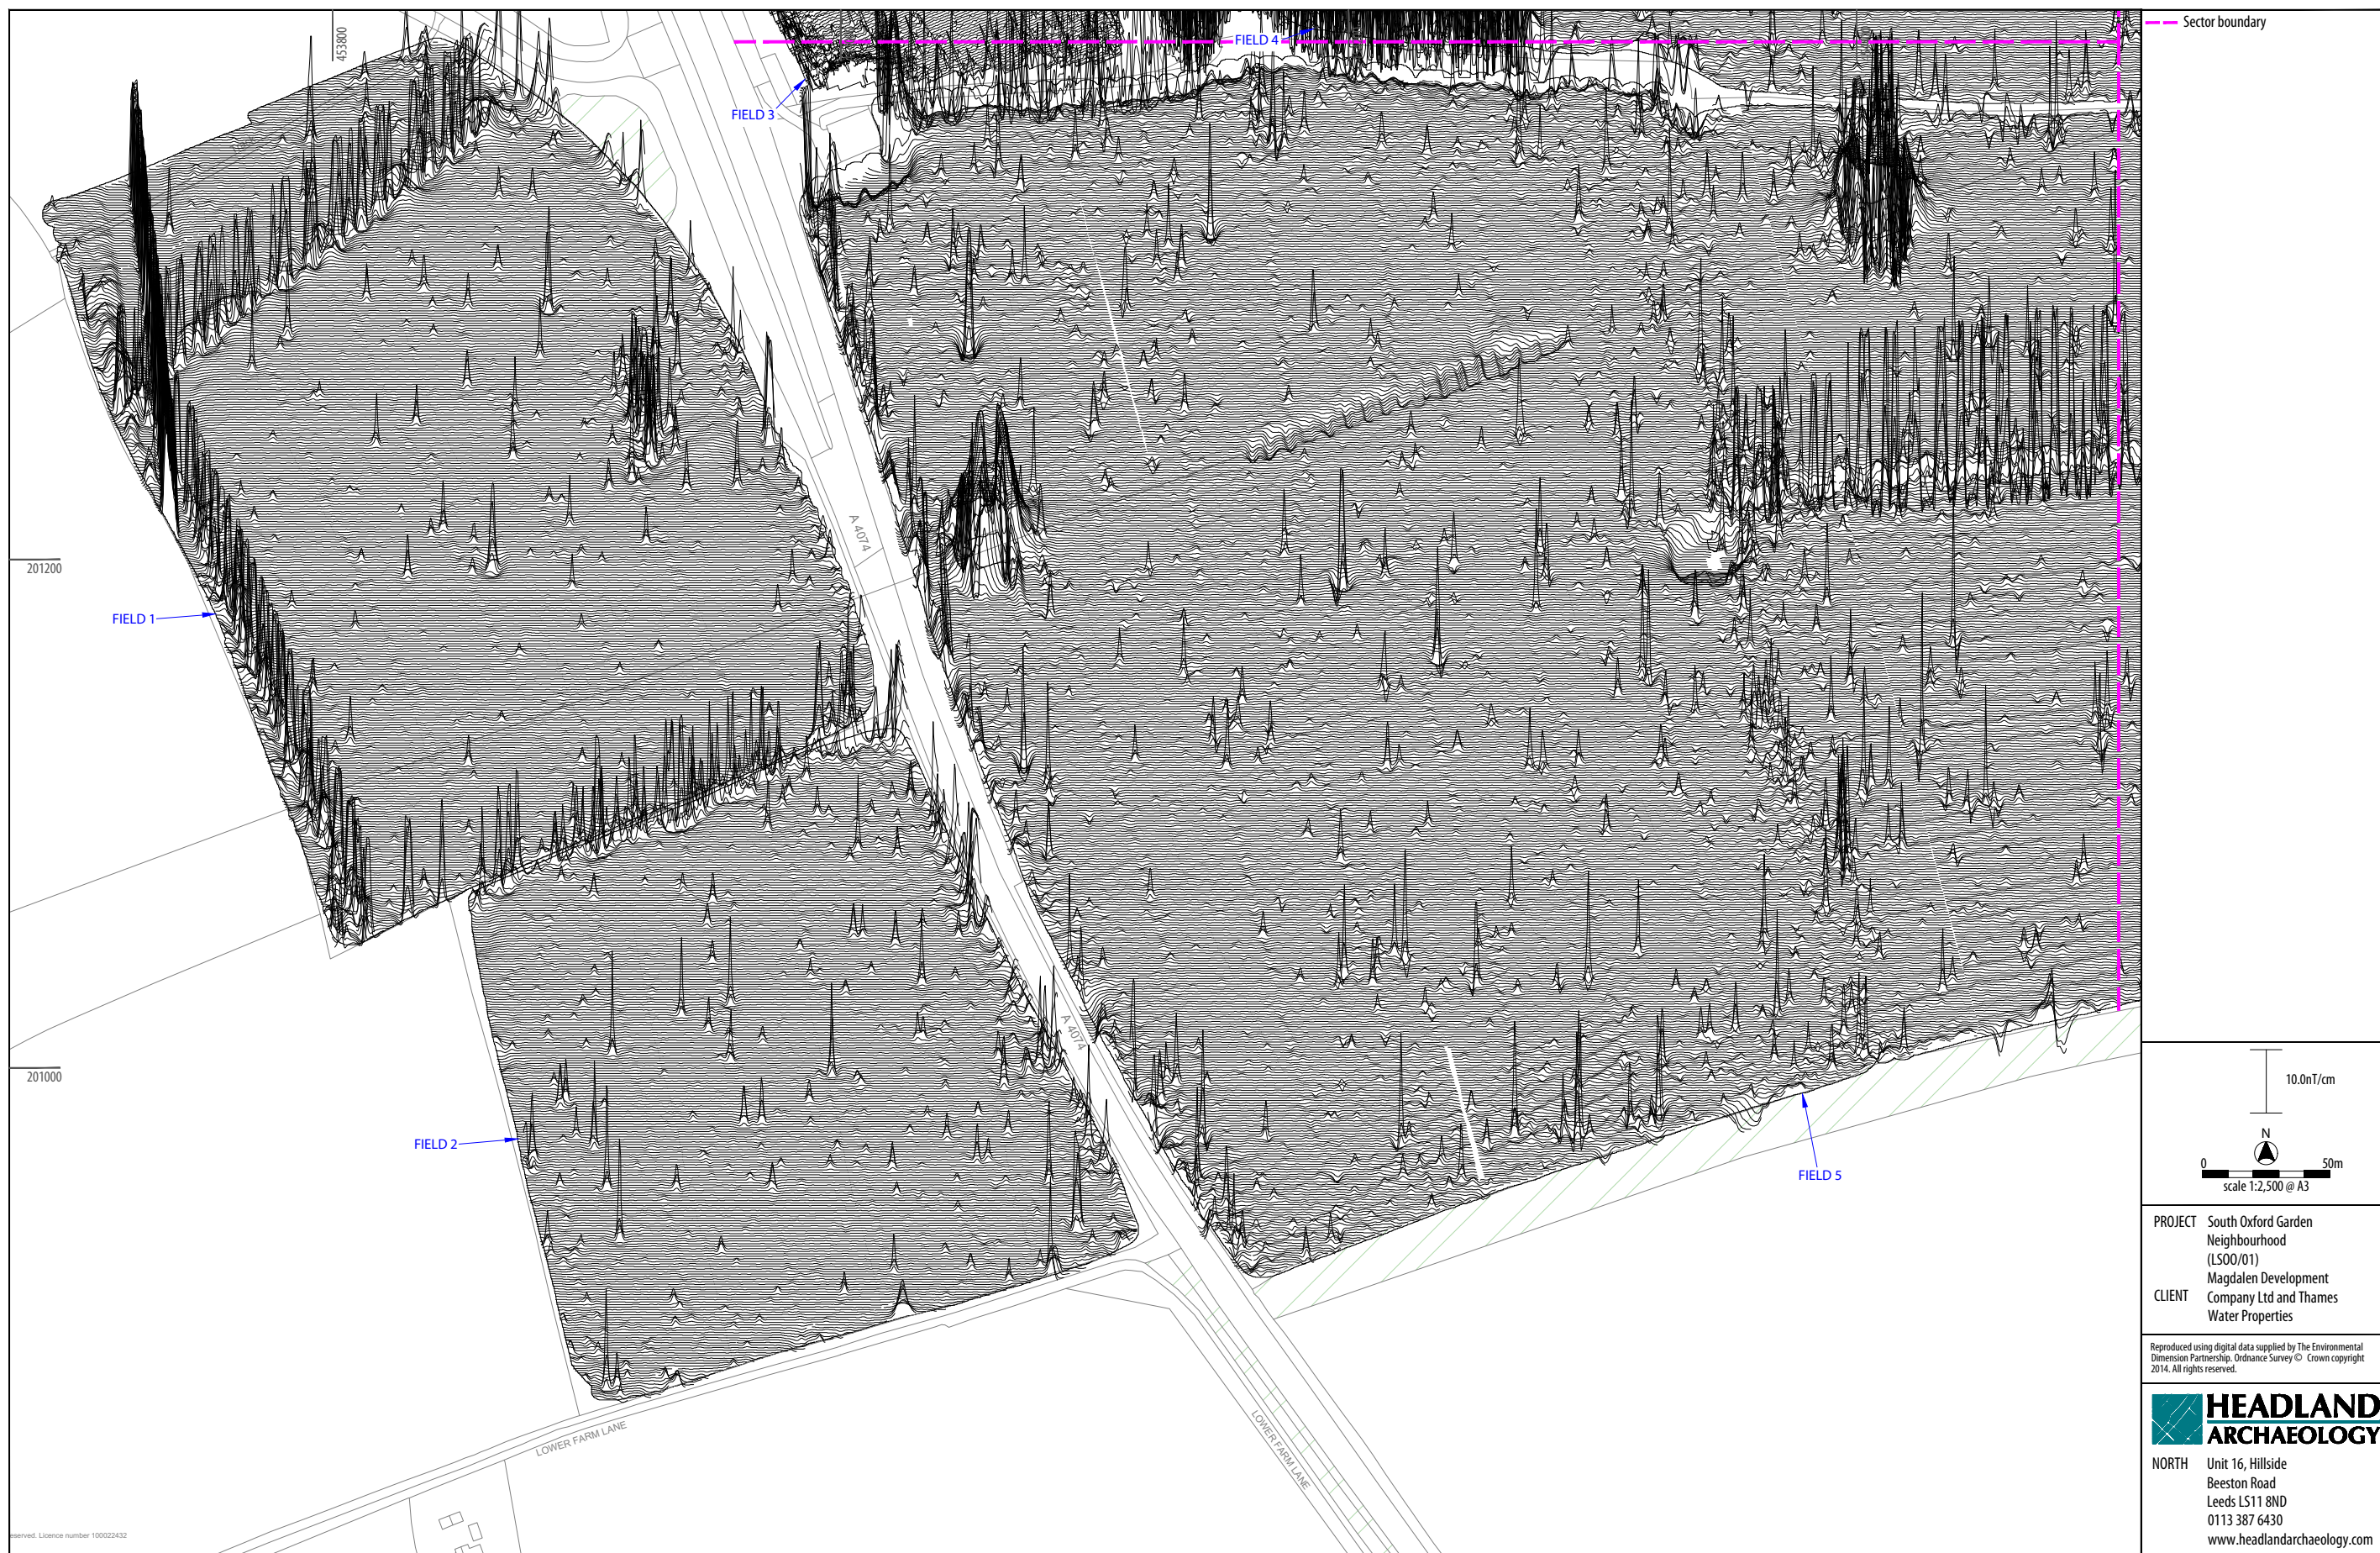 Sector boundary
453800
FIELD 4
FIELD 3
A 4074
201200
FIELD 1
A 4074
201000
FIELD 2
FIELD 5
LOWER FARM LANE
LOWER FARM LANE
eserved. Licence number 100022432
10.0nT/cm
N
0 50m
scale 1:2,500 @ A3
PROJECT South Oxford Garden
Neighbourhood
(LSOO/01)
Magdalen Development
CLIENT Company Ltd and Thames
Water Properties
Reproduced using digital data supplied by The Environmental
Dimension Partnership. Ordnance Survey © Crown copyright
2014. All rights reserved.
HEADLAND
ARCHAEOLOGY
NORTH Unit 16, Hillside
Beeston Road
Leeds LS11 8ND
0113 387 6430
www.headlandarchaeology.com